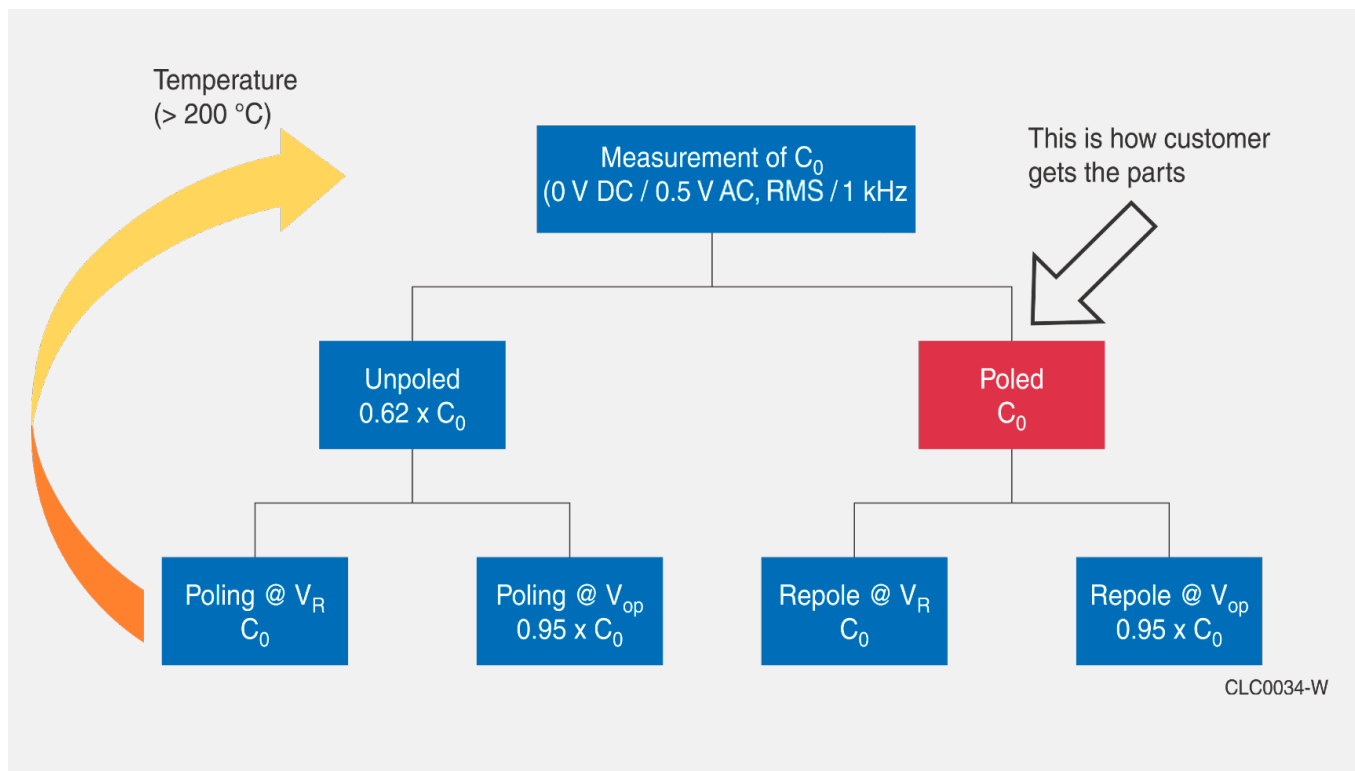 Temperature
(> 200 °C)
Measurement of C0
(0 V DC / 0.5 V AC, RMS / 1 kHz
This is how customer
gets the parts
Unpoled
0.62 x C0
Poled
C0
Poling @ VR
C0
Poling @ Vop
0.95 x C0
Repole @ VR
C0
Repole @ Vop
0.95 x C0
CLC0034-W